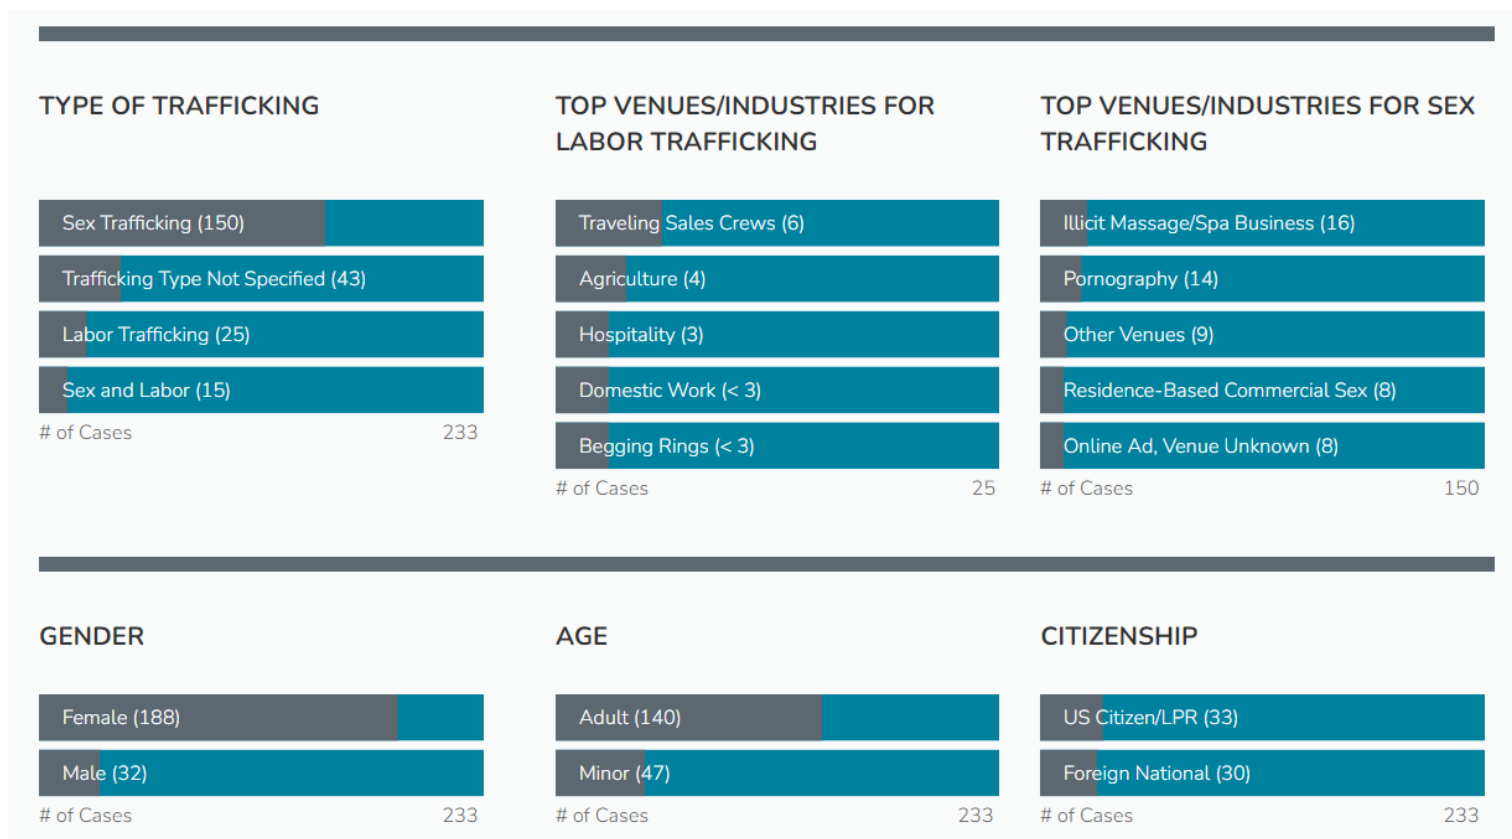 TYPE OF TRAFFICKING
Sex Trafficking (150)
Trafficking Type Not Specified (43)
Labor Trafficking (25)
Sex and Labor (15)
# of Cases 233
TOP VENUES/INDUSTRIES FOR
LABOR TRAFFICKING
Traveling Sales Crews (6)
Agriculture (4)
Hospitality (3)
Domestic Work (< 3)
Begging Rings (< 3)
# of Cases 25
TOP VENUES/INDUSTRIES FOR SEX
TRAFFICKING
Illicit Massage/Spa Business (16)
Pornography (14)
Other Venues (9)
Residence-Based Commercial Sex (8)
Online Ad, Venue Unknown (8)
# of Cases 150
GENDER
Female (188)
Male (32)
# of Cases 233
AGE
Adult (140)
Minor (47)
# of Cases 233
CITIZENSHIP
US Citizen/LPR (33)
Foreign National (30)
# of Cases 233